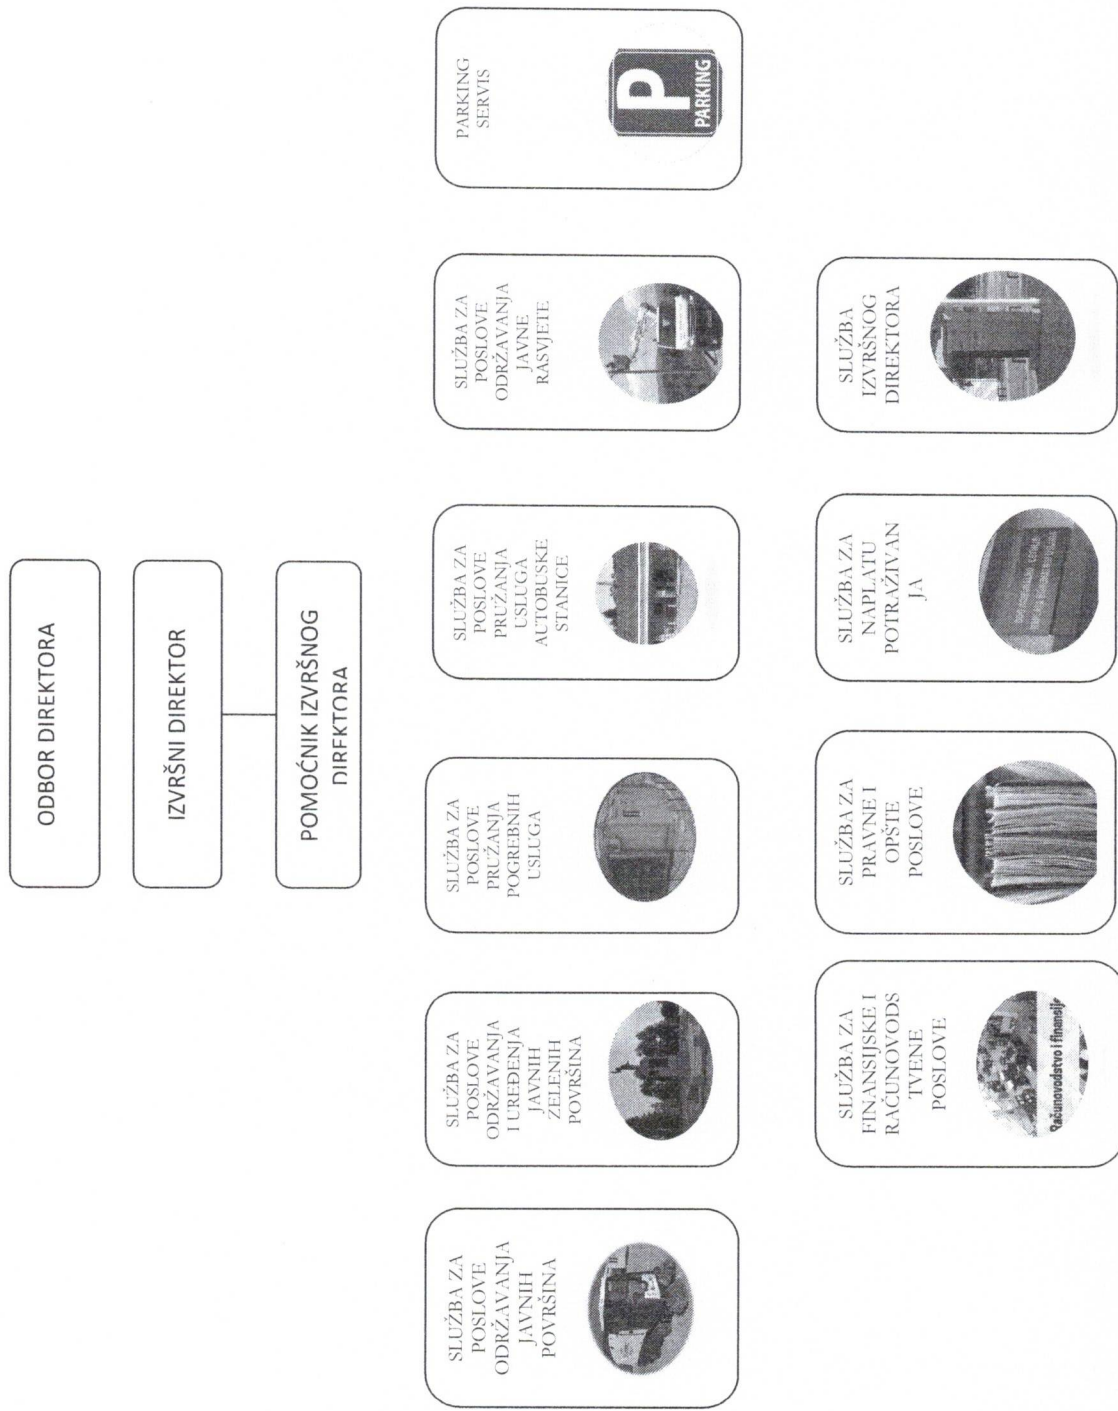 ODBOR DIREKTORA
IZVRŠNI DIREKTOR
POMOĆNIK IZVRŠNOG
DIREKTORA
SLUŽBA ZA
POSLOVE
ODRŽAVANJA
JAVNIH
POVRŠINA
SLUŽBA ZA
POSLOVE
ODRŽAVANJA
I UREĐENJA
JAVNIH
ZELENIH
POVRŠINA
SLUŽBA ZA
POSLOVE
PRUŽANJA
POGREBNIH
USLUGA
SLUŽBA ZA
POSLOVE
PRUŽANJA
USLUGA
AUTOBUSKE
STANICE
SLUŽBA ZA
POSLOVE
ODRŽAVANJA
JAVNE
RASVJETE
PARKING
SERVIS
P
PARKING
SLUŽBA ZA
FINANSIJSKE I
RAČUNOVODS
TVENE
POSLOVE
Računovodstvo i finansije
SLUŽBA ZA
PRAVNE I
OPŠTE
POSLOVE
SLUŽBA ZA
NAPLATU
POTRAŽIVAN
JA
SLUŽBA
IZVRŠNOG
DIREKTORA